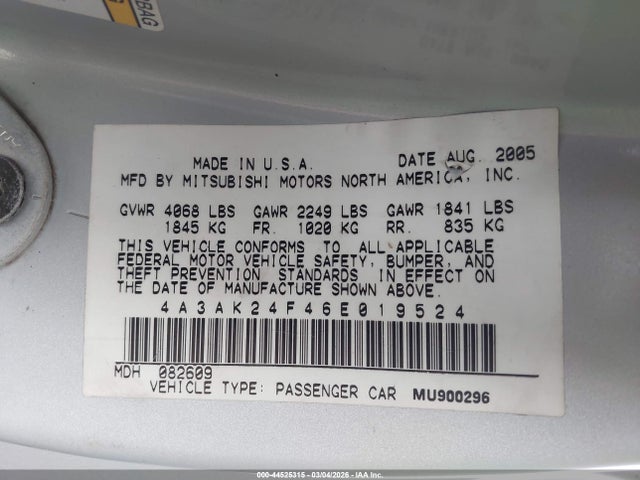 BAG
MADE IN U.S.A. DATE AUG. 2005
MFD BY MITSUBISHI MOTORS NORTH AMERICA, INC.
GVWR 4068 LBS GAWR 2249 LBS GAWR 1841 LBS
1845 KG FR. 1020 KG RR. 835 KG
THIS VEHICLE CONFORMS TO ALL APPLICABLE
FEDERAL MOTOR VEHICLE SAFETY, BUMPER, AND
THEFT PREVENTION STANDARDS IN EFFECT ON
THE DATE OF MANUFACTURE SHOWN ABOVE.
4A3AK24F46E019524
MDH 082609
VEHICLE TYPE: PASSENGER CAR MU900296
000-44525315 - 03/04/2026 - IAA Inc.